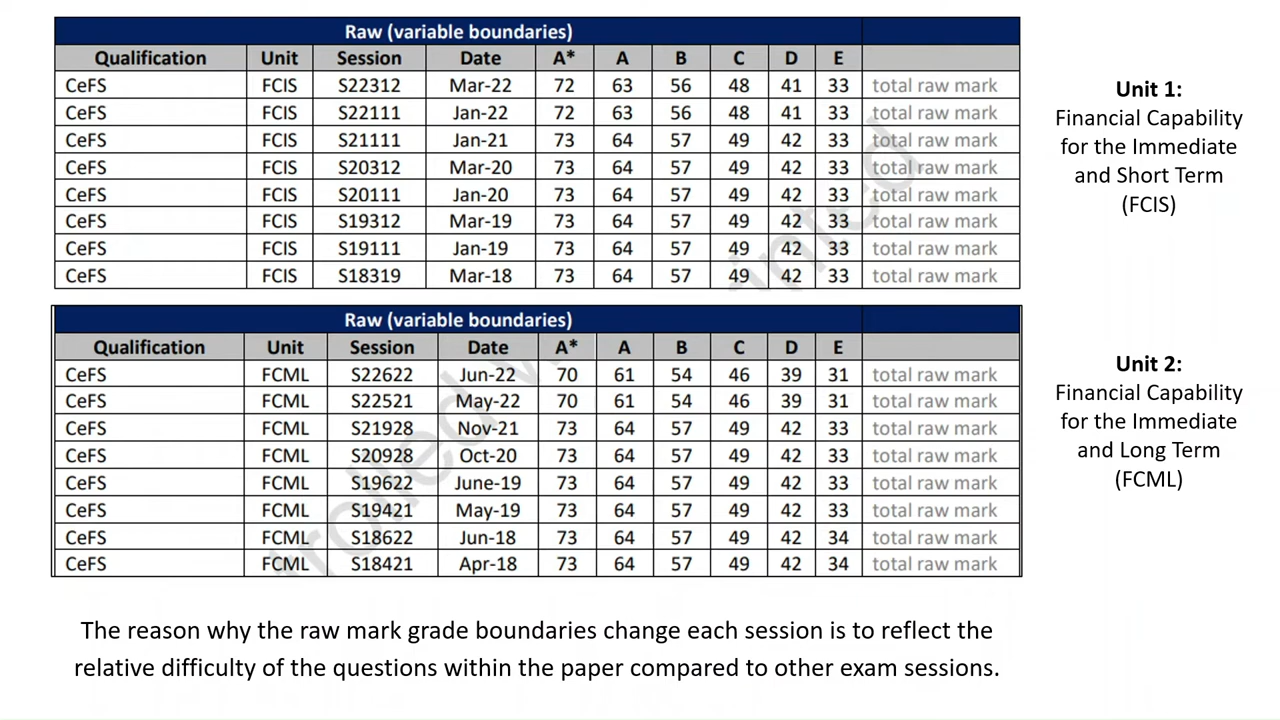 Raw (variable boundaries)
Qualification Unit Session Date A* A B C D E
CeFS FCIS S22312 Mar-22 72 63 56 48 41 33 total raw mark
CeFS FCIS S22111 Jan-22 72 63 56 48 41 33 total raw mark
CeFS FCIS S21111 Jan-21 73 64 57 49 42 33 total raw mark
CeFS FCIS S20312 Mar-20 73 64 57 49 42 33 total raw mark
CeFS FCIS S20111 Jan-20 73 64 57 49 42 33 total raw mark
CeFS FCIS S19312 Mar-19 73 64 57 49 42 33 total raw mark
CeFS FCIS S19111 Jan-19 73 64 57 49 42 33 total raw mark
CeFS FCIS S18319 Mar-18 73 64 57 49 42 33 total raw mark
Unit 1:
Financial Capability
for the Immediate
and Short Term
(FCIS)
Raw (variable boundaries)
Qualification Unit Session Date A* A B C D E
CeFS FCML S22622 Jun-22 70 61 54 46 39 31 total raw mark
CeFS FCML S22521 May-22 70 61 54 46 39 31 total raw mark
CeFS FCML S21928 Nov-21 73 64 57 49 42 33 total raw mark
CeFS FCML S20928 Oct-20 73 64 57 49 42 33 total raw mark
CeFS FCML S19622 June-19 73 64 57 49 42 33 total raw mark
CeFS FCML S19421 May-19 73 64 57 49 42 33 total raw mark
CeFS FCML S18622 Jun-18 73 64 57 49 42 34 total raw mark
CeFS FCML S18421 Apr-18 73 64 57 49 42 34 total raw mark
Unit 2:
Financial Capability
for the Immediate
and Long Term
(FCML)
The reason why the raw mark grade boundaries change each session is to reflect the
relative difficulty of the questions within the paper compared to other exam sessions.